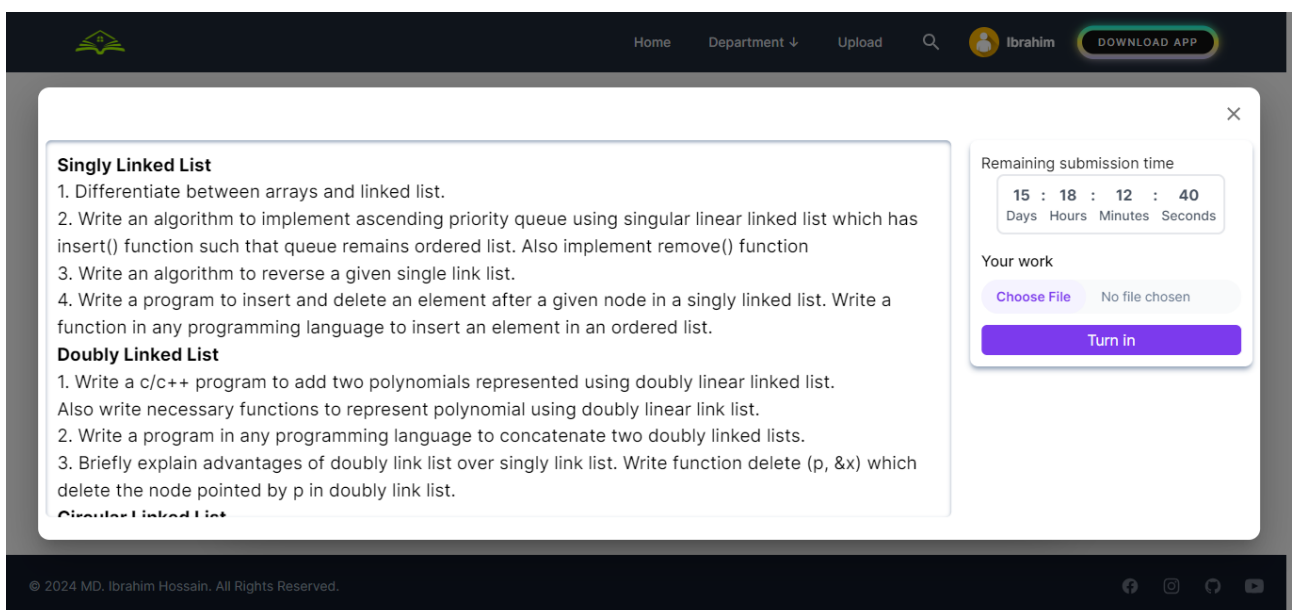 Home Department ↓ Upload Ibrahim DOWNLOAD APP
Singly Linked List
1. Differentiate between arrays and linked list.
2. Write an algorithm to implement ascending priority queue using singular linear linked list which has
insert() function such that queue remains ordered list. Also implement remove() function
3. Write an algorithm to reverse a given single link list.
4. Write a program to insert and delete an element after a given node in a singly linked list. Write a
function in any programming language to insert an element in an ordered list.
Doubly Linked List
1. Write a c/c++ program to add two polynomials represented using doubly linear linked list.
Also write necessary functions to represent polynomial using doubly linear link list.
2. Write a program in any programming language to concatenate two doubly linked lists.
3. Briefly explain advantages of doubly link list over singly link list. Write function delete (p, &x) which
delete the node pointed by p in doubly link list.
Circular Linked List
Remaining submission time
15 : 18 : 12 : 40
Days Hours Minutes Seconds
Your work
Choose File No file chosen
Turn in
© 2024 MD. Ibrahim Hossain. All Rights Reserved.